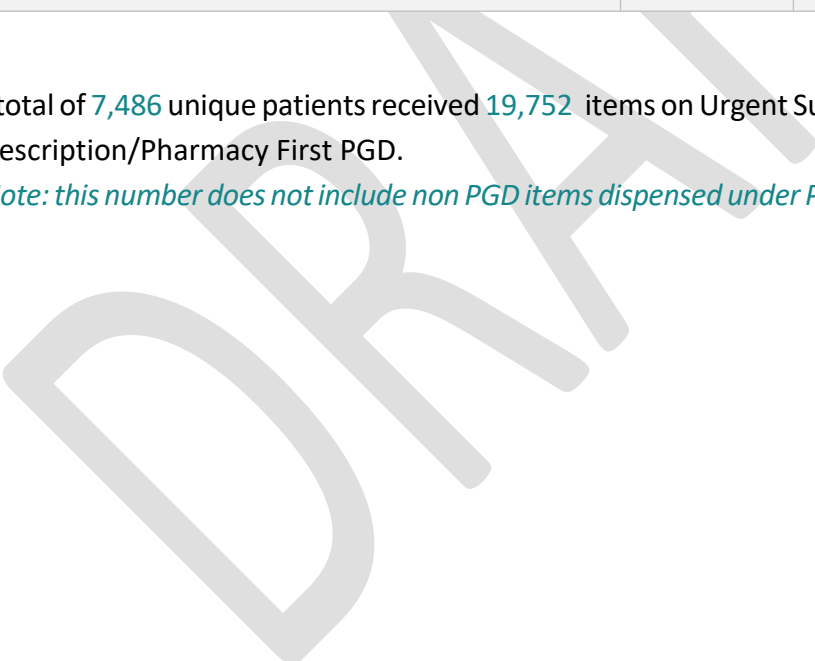 total of 7,486 unique patients received 19,752 items on Urgent Su
escription/Pharmacy First PGD.
ote: this number does not include non PGD items dispensed under P
DRA